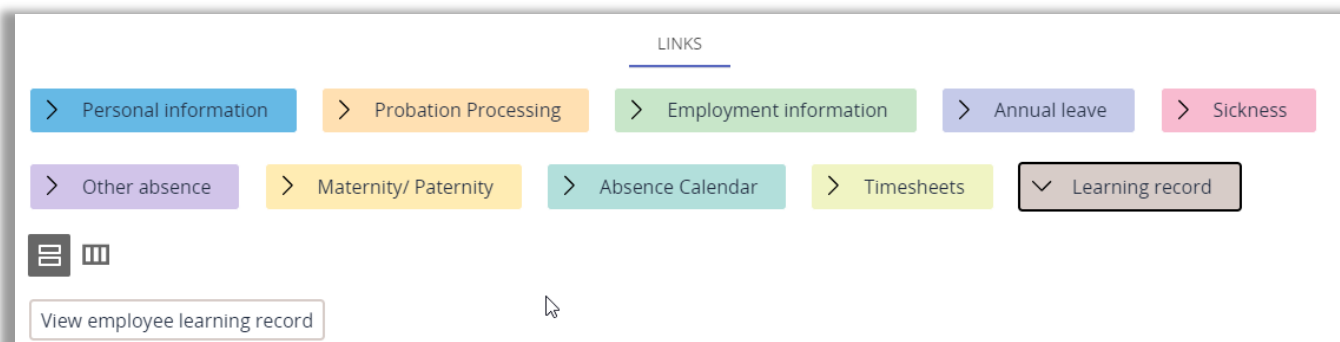 LINKS
Personal information Probation Processing Employment information Annual leave Sickness
Other absence Maternity/ Paternity Absence Calendar Timesheets Learning record
View employee learning record